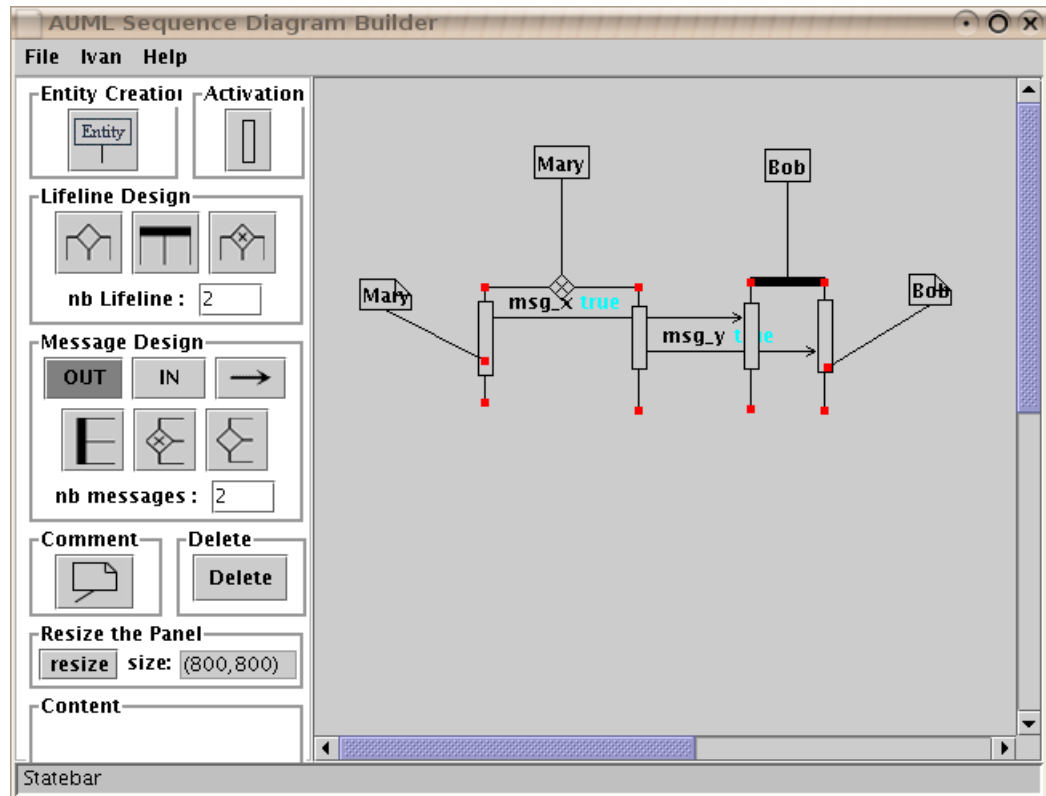 AUML Sequence Diagram Builder
File Ivan Help
Entity Creation Activation
Entity
Lifeline Design
nb Lifeline : 2
Message Design
OUT IN
nb messages : 2
Comment Delete
Delete
Resize the Panel
resize size: (800,800)
Content
Statebar
Mary Bob
Mary Bob
msg_x true
msg_y